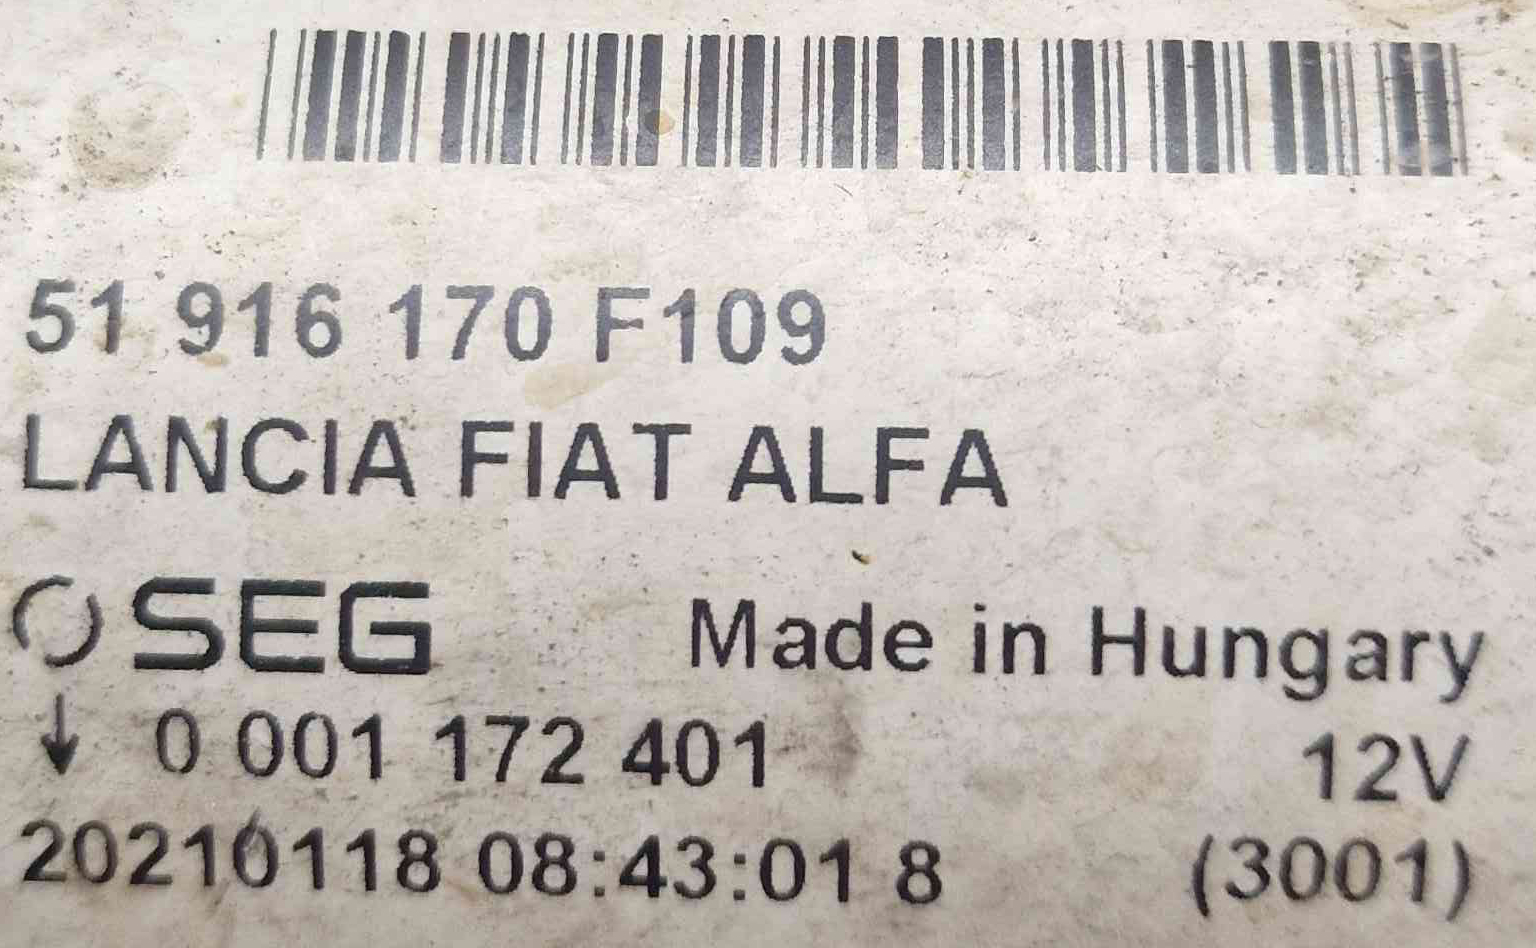 51 916 170 F109
LANCIA FIAT ALFA
SEG Made in Hungary
↓ 0 001 172 401 12V
20210118 08:43:01 8 (3001)